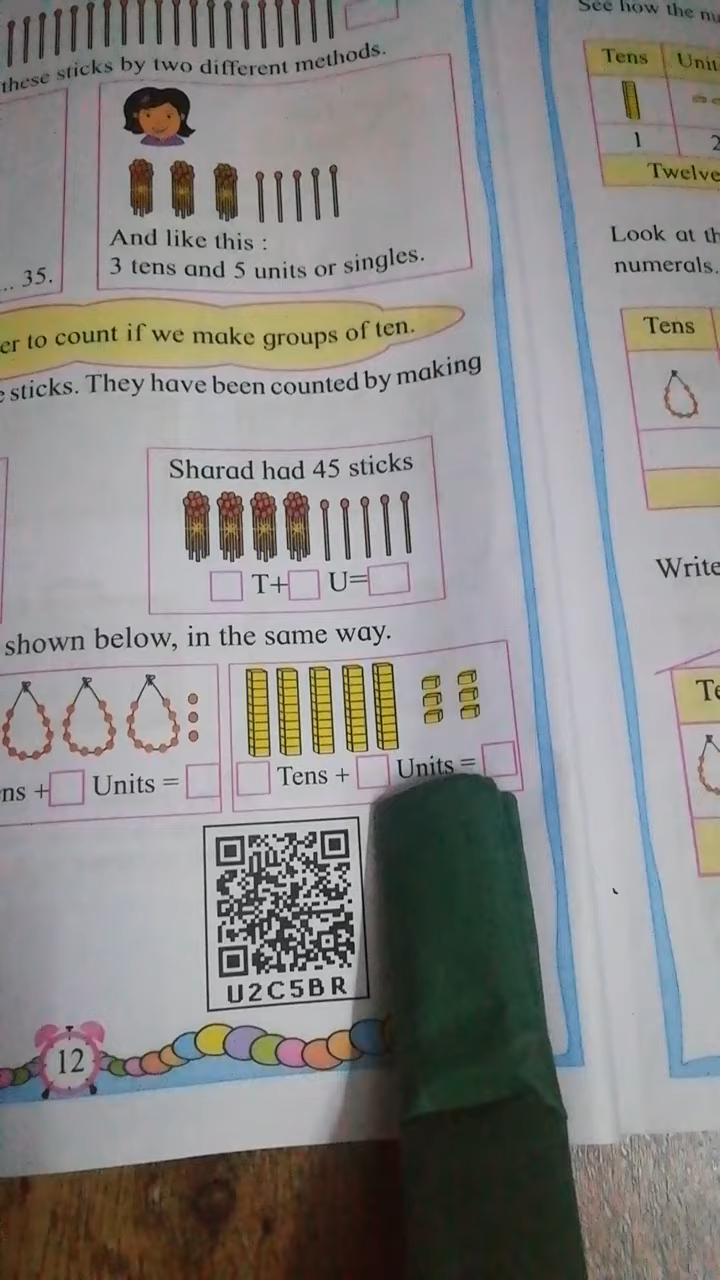 these sticks by two different methods.
And like this :
3 tens and 5 units or singles.
... 35.
er to count if we make groups of ten.
sticks. They have been counted by making
Sharad had 45 sticks
T+ U=
shown below, in the same way.
ns + Units =
Tens + Units =
U2C5BR
12
See how the
Tens
1 2
Twelve
Look at
numerals.
Tens
Write